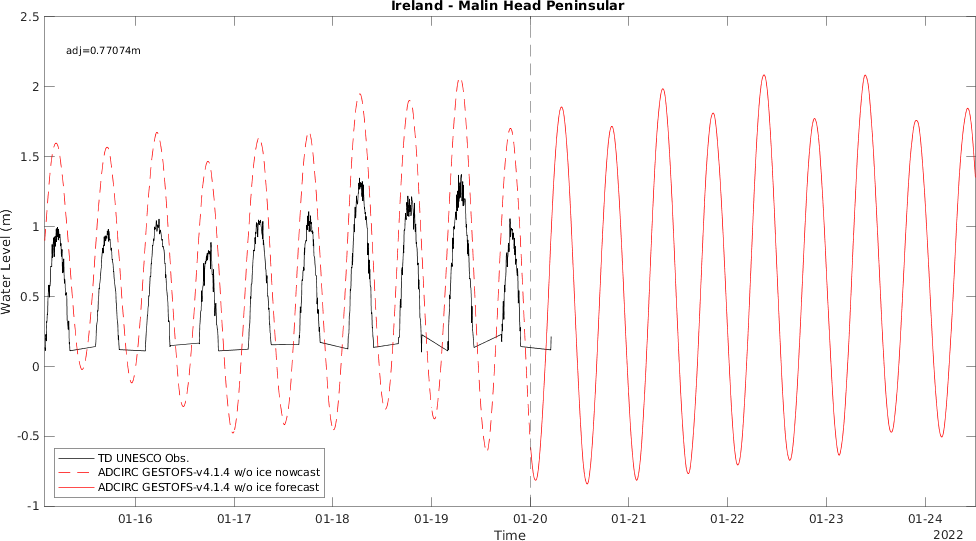 Ireland - Malin Head Peninsular
2.5
adj=0.77074m
2
1.5
1
0.5
0
-0.5
-1
Water Level (m)
TD UNESCO Obs.
ADCIRC GESTOFS-v4.1.4 w/o ice nowcast
ADCIRC GESTOFS-v4.1.4 w/o ice forecast
01-16 01-17 01-18 01-19 01-20 01-21 01-22 01-23 01-24
Time
2022